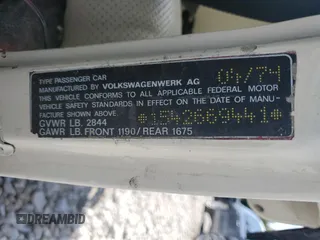 TYPE PASSENGER CAR 04/74
MANUFACTURED BY VOLKSWAGENWERK AG
THIS VEHICLE CONFORMS TO ALL APPLICABLE FEDERAL MOTOR
VEHICLE SAFETY STANDARDS IN EFFECT ON THE DATE OF MANU-
FACTURE SHOWN ABOVE. *1542669441*
GVWR LB. 2844
GAWR LB. FRONT 1190/REAR 1675
DREAMBID